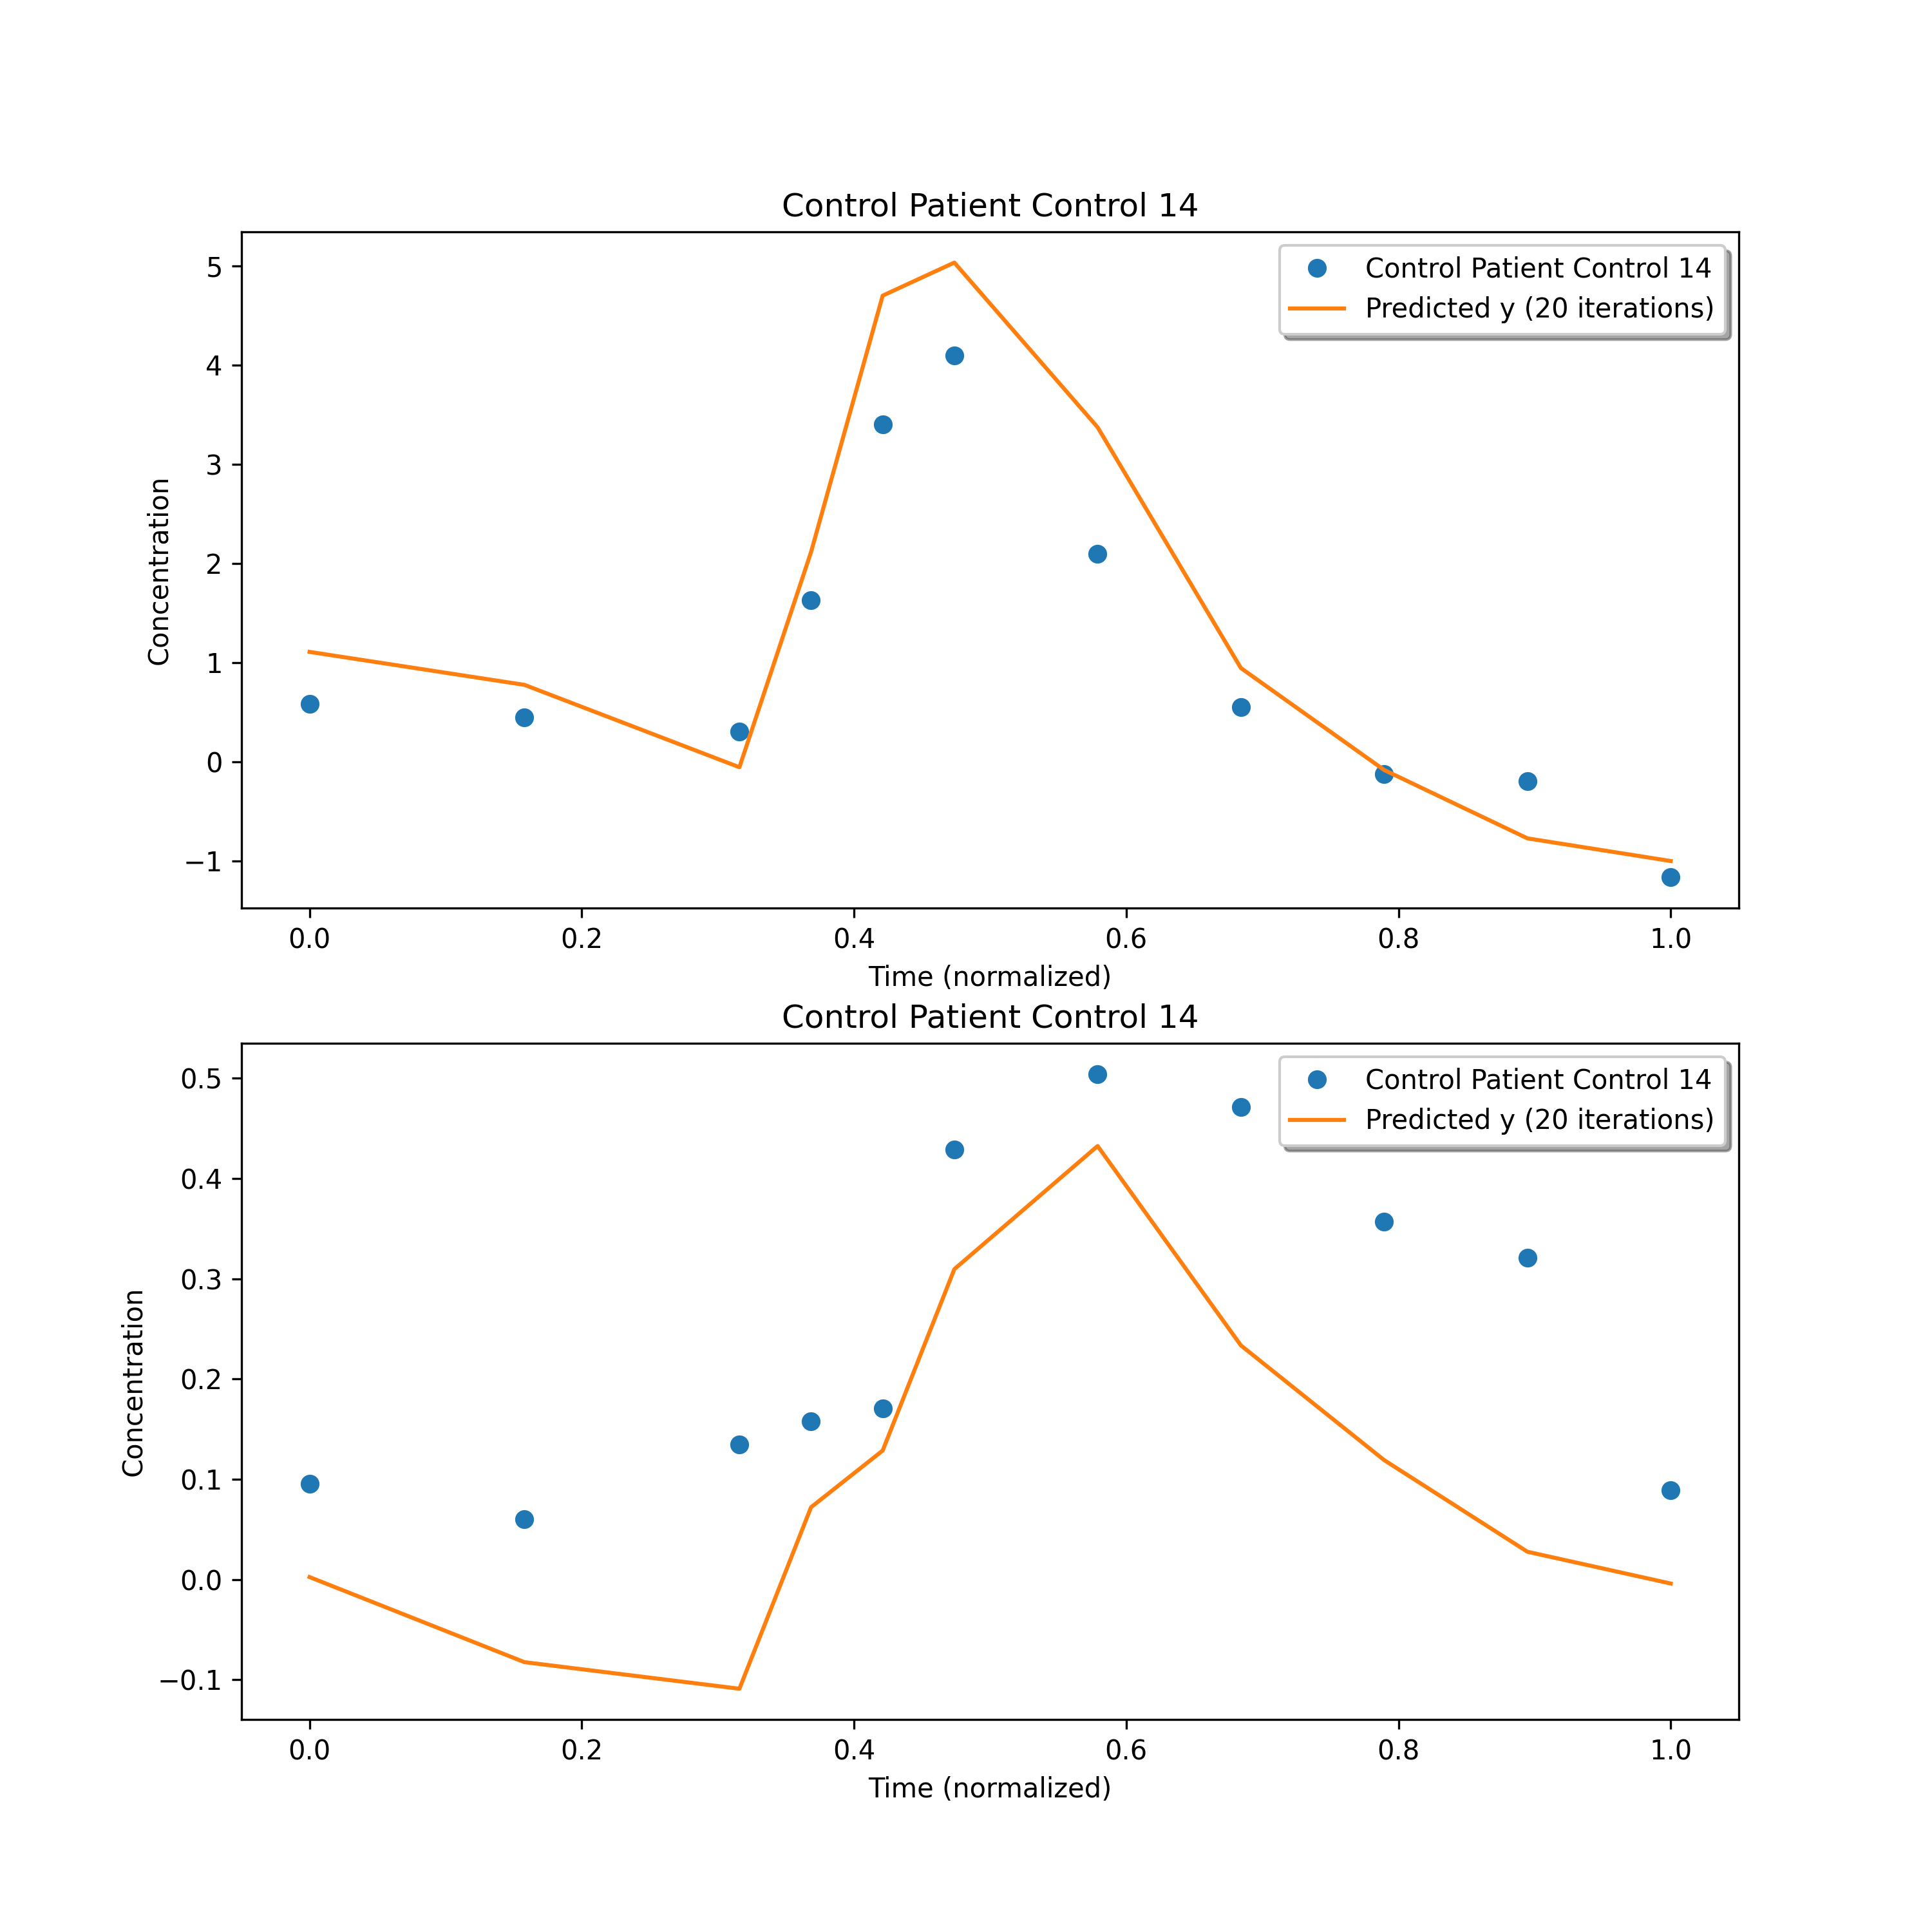 Control Patient Control 14
Control Patient Control 14
Predicted y (20 iterations)
5
4
3
2
1
0
−1
Concentration
0.0 0.2 0.4 0.6 0.8 1.0
Time (normalized)
Control Patient Control 14
Control Patient Control 14
Predicted y (20 iterations)
0.5
0.4
0.3
0.2
0.1
0.0
−0.1
Concentration
0.0 0.2 0.4 0.6 0.8 1.0
Time (normalized)